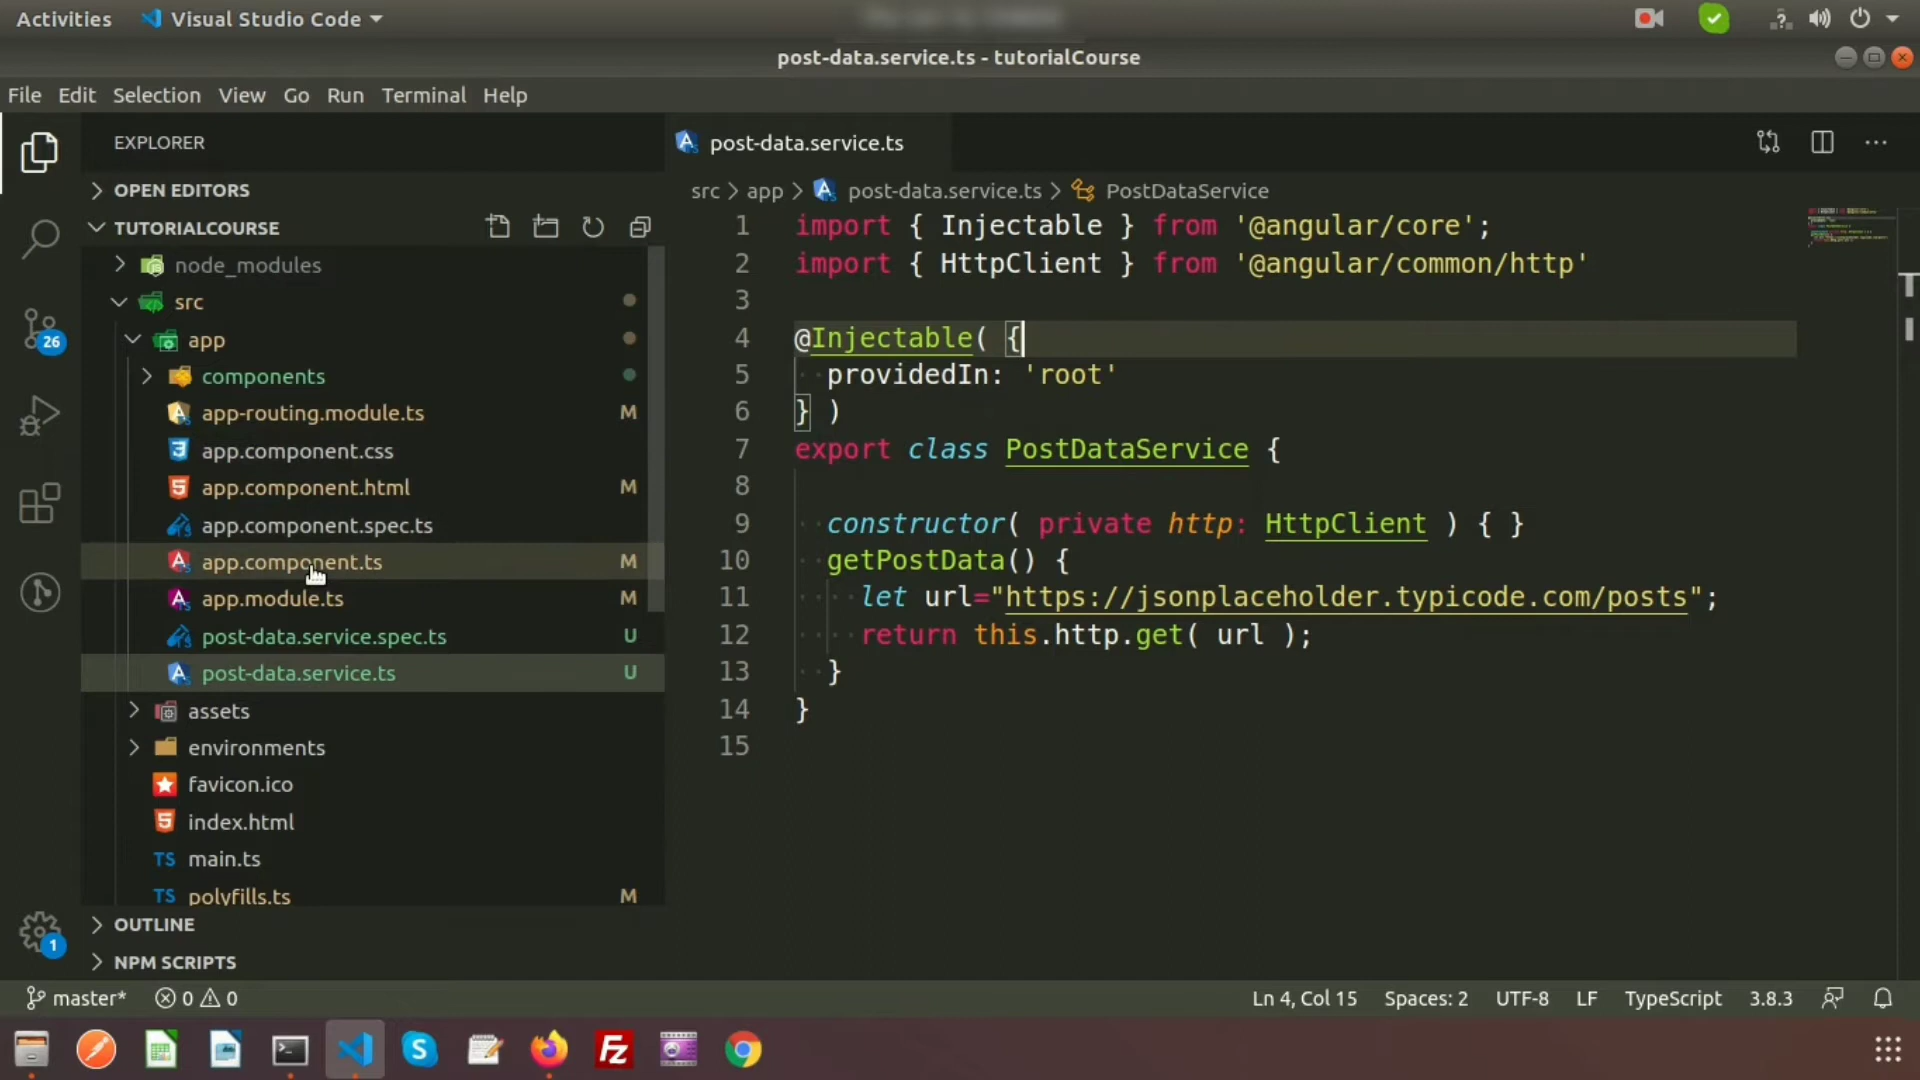 Activities Visual Studio Code
post-data.service.ts - tutorialCourse
File Edit Selection View Go Run Terminal Help
EXPLORER
OPEN EDITORS
TUTORIALCOURSE
node_modules
src
app
components
app-routing.module.ts M
app.component.css
app.component.html M
app.component.spec.ts
app.component.ts M
app.module.ts M
post-data.service.spec.ts U
post-data.service.ts U
assets
environments
favicon.ico
index.html
TS main.ts
TS polyfills.ts M
OUTLINE
NPM SCRIPTS
26
1
post-data.service.ts
src > app > post-data.service.ts > PostDataService
1 import { Injectable } from '@angular/core';
2 import { HttpClient } from '@angular/common/http'
3
4 @Injectable( {
5 providedIn: 'root'
6 } )
7 export class PostDataService {
8
9 constructor( private http: HttpClient ) { }
10 getPostData() {
11 let url="https://jsonplaceholder.typicode.com/posts";
12 return this.http.get( url );
13 }
14 }
15
master* 0 0 Ln 4, Col 15 Spaces: 2 UTF-8 LF TypeScript 3.8.3